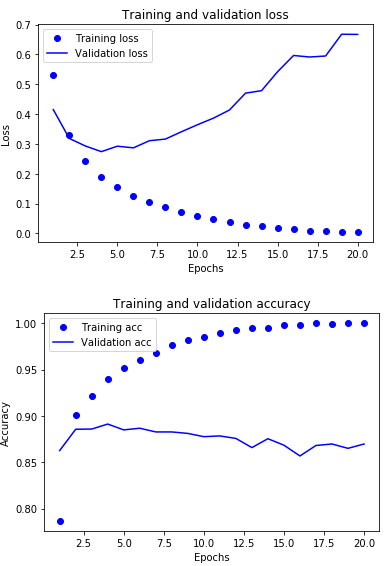 Training and validation loss
0.7
0.6
0.5
0.4
0.3
0.2
0.1
0.0
Loss
Training loss
Validation loss
2.5 5.0 7.5 10.0 12.5 15.0 17.5 20.0
Epochs
Training and validation accuracy
1.00
0.95
0.90
0.85
0.80
Accuracy
Training acc
Validation acc
2.5 5.0 7.5 10.0 12.5 15.0 17.5 20.0
Epochs